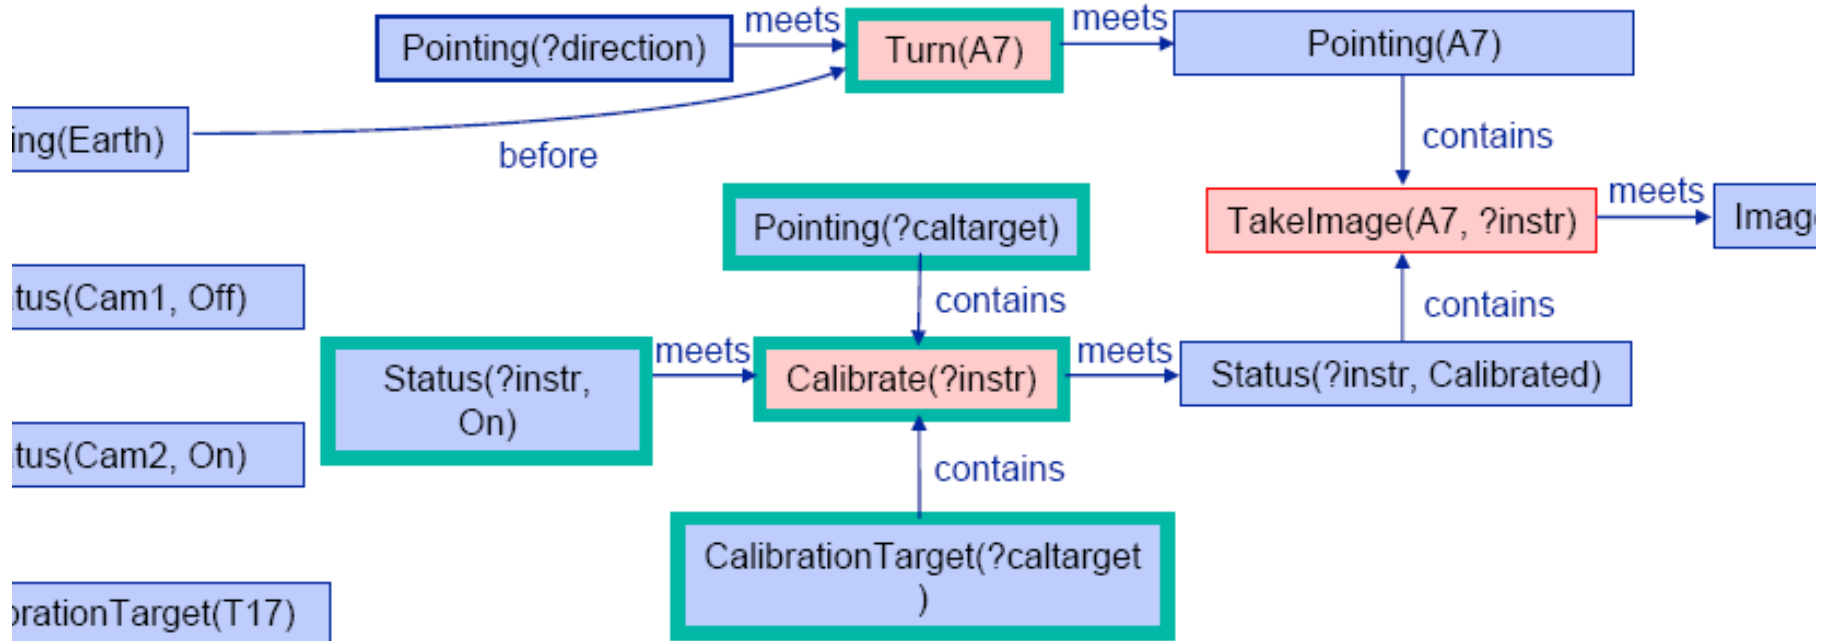 meets
meets
Pointing(?direction)
Turn(A7)
Pointing(A7)
ing(Earth)
before
contains
Pointing(?caltarget)
TakeImage(A7, ?instr)
meets
Imag
tus(Cam1, Off)
contains
contains
Status(?instr,
On)
meets
Calibrate(?instr)
meets
Status(?instr, Calibrated)
tus(Cam2, On)
contains
CalibrationTarget(?caltarget
)
brationTarget(T17)